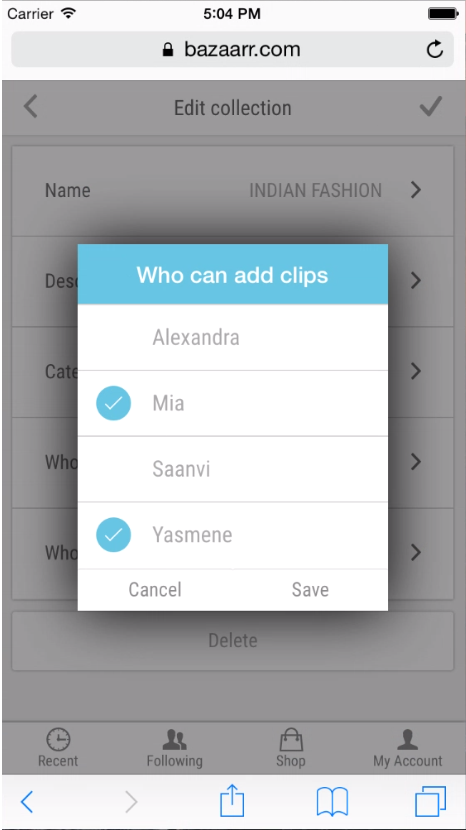 Carrier 5:04 PM
bazaarr.com
Edit collection
Name INDIAN FASHION
Who can add clips
Desc
Alexandra
Cate
Mia
Who
Saanvi
Who
Yasmene
Cancel Save
Delete
Recent Following Shop My Account